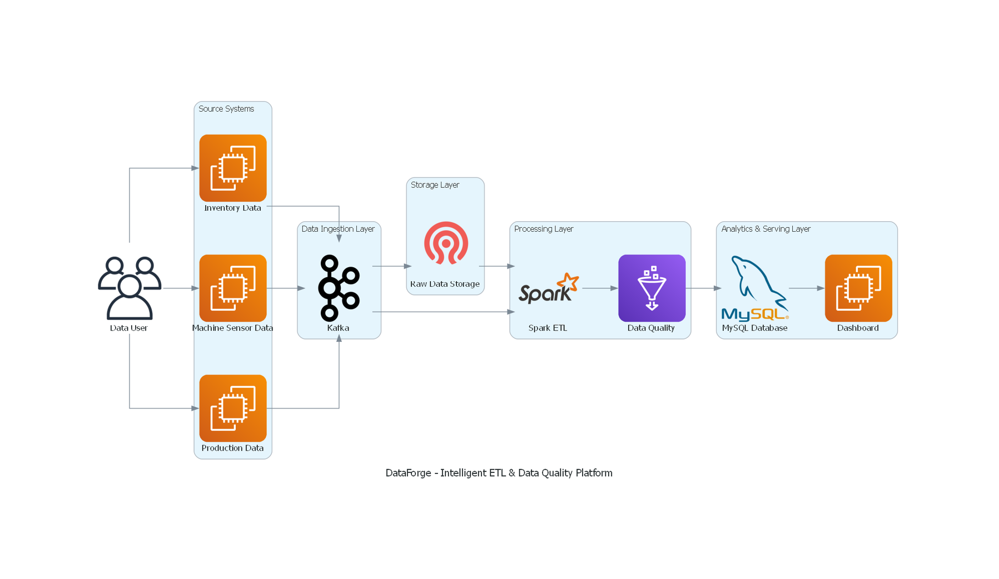 Source Systems
Inventory Data
Data User
Machine Sensor Data
Production Data
Data Ingestion Layer
Kafka
Storage Layer
Raw Data Storage
Processing Layer
Spark
Spark ETL
Data Quality
Analytics & Serving Layer
MySQL®
MySQL Database
Dashboard
DataForge - Intelligent ETL & Data Quality Platform